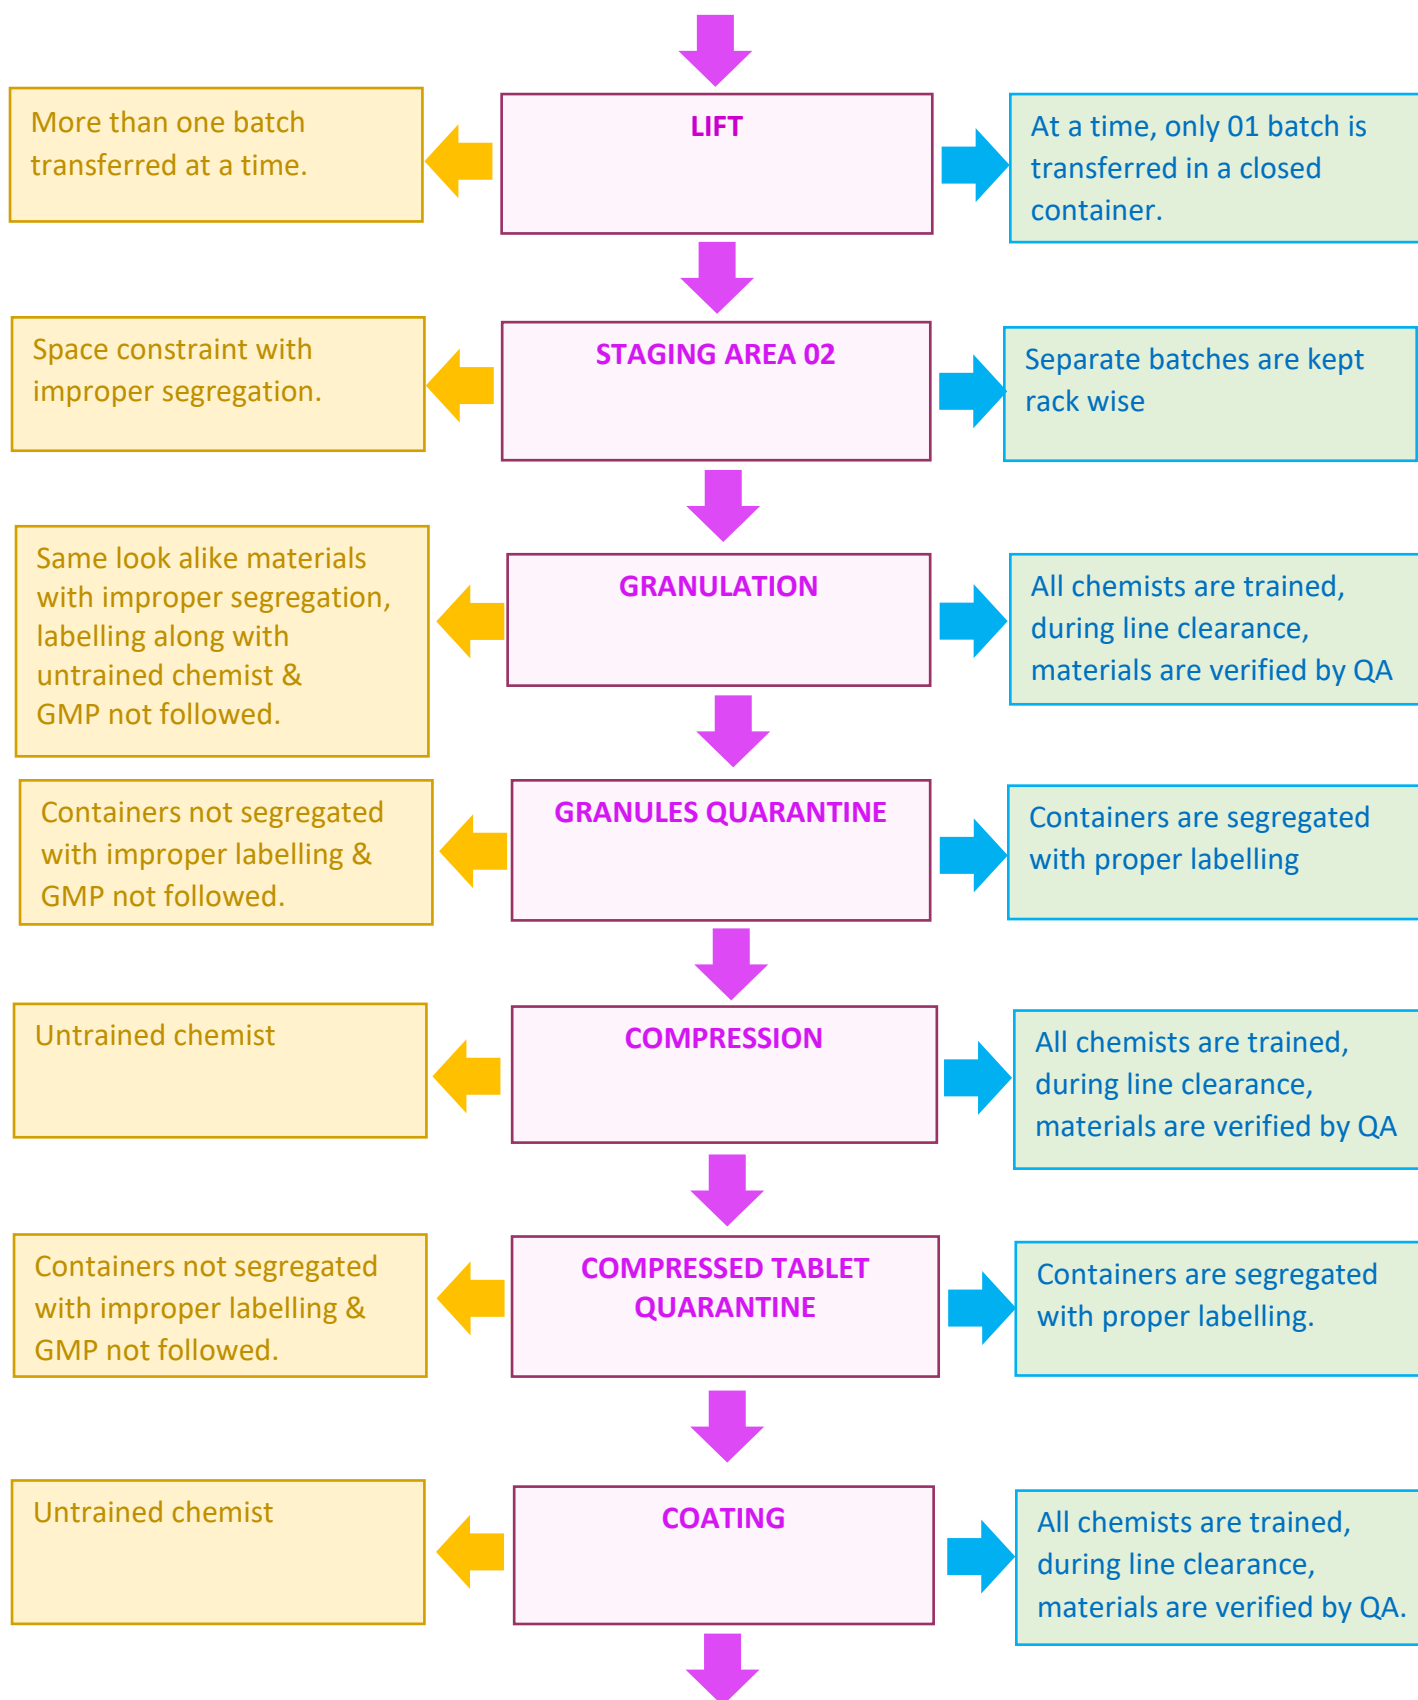 More than one batch
transferred at a time.
LIFT
At a time, only 01 batch is
transferred in a closed
container.
Space constraint with
improper segregation.
STAGING AREA 02
Separate batches are kept
rack wise
Same look alike materials
with improper segregation,
labelling along with
untrained chemist &
GMP not followed.
GRANULATION
All chemists are trained,
during line clearance,
materials are verified by QA
Containers not segregated
with improper labelling &
GMP not followed.
GRANULES QUARANTINE
Containers are segregated
with proper labelling
Untrained chemist
COMPRESSION
All chemists are trained,
during line clearance,
materials are verified by QA
Containers not segregated
with improper labelling &
GMP not followed.
COMPRESSED TABLET
QUARANTINE
Containers are segregated
with proper labelling.
Untrained chemist
COATING
All chemists are trained,
during line clearance,
materials are verified by QA.